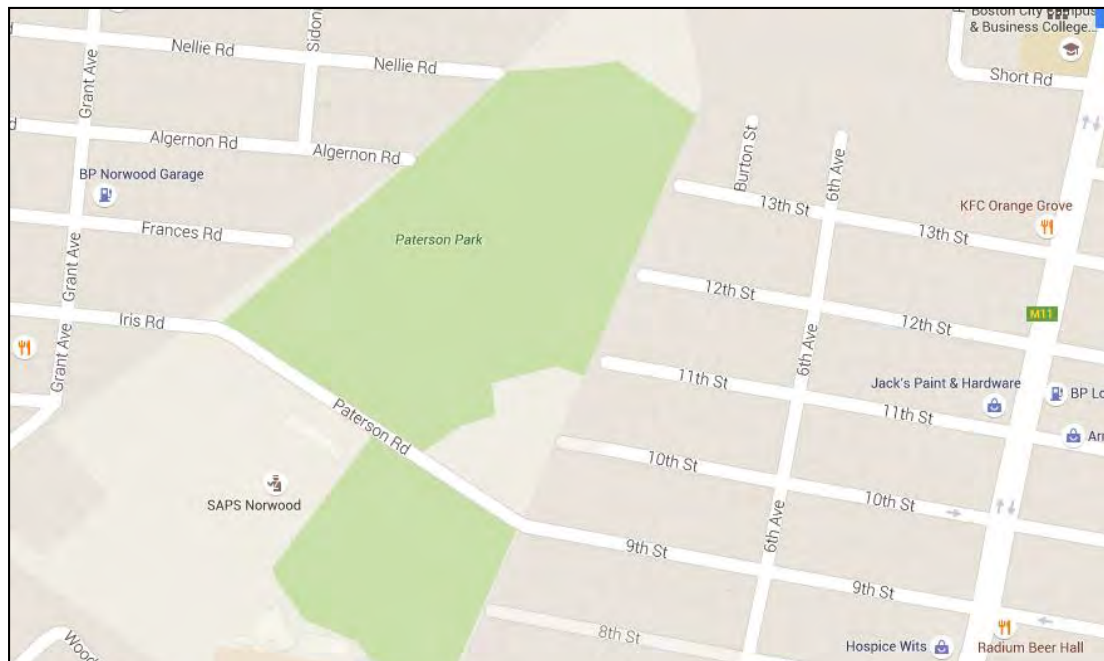 Boston City Campus
& Business College...
Sidon
Nellie Rd
Nellie Rd
Short Rd
Grant Ave
Algernon Rd
Algernon Rd
Burton St
6th Ave
BP Norwood Garage
13th St
KFC Orange Grove
Frances Rd
Paterson Park
13th St
Grant Ave
12th St
M11
Iris Rd
12th St
6th Ave
Grant Ave
11th St
Jack's Paint & Hardware
BP Lo
11th St
Paterson Rd
Arr
10th St
SAPS Norwood
10th St
6th Ave
9th St
9th St
8th St
Wood
Hospice Wits
Radium Beer Hall